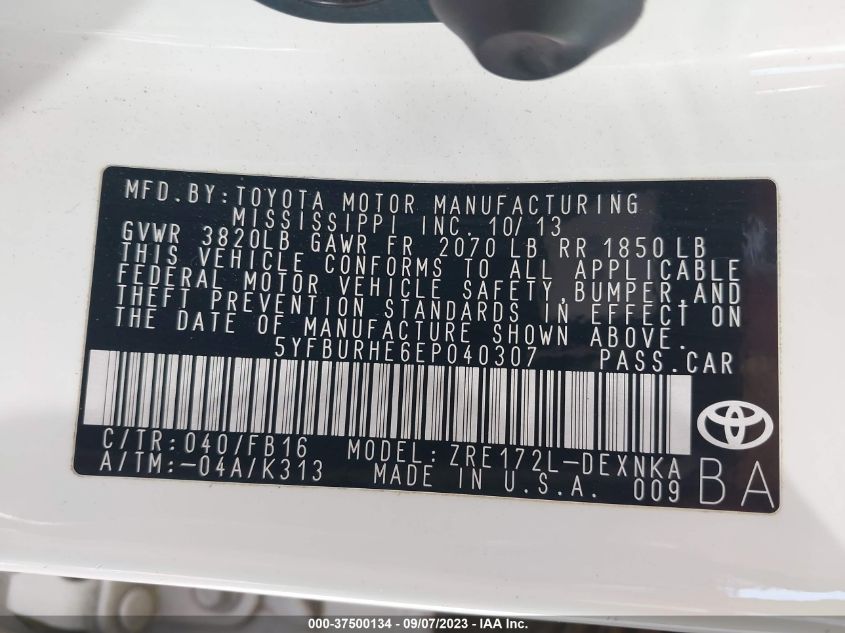 MFD.BY:TOYOTA MOTOR MANUFACTURING
MISSISSIPPI INC. 10/13
GVWR 3820LB GAWR FR 2070 LB RR 1850 LB
THIS VEHICLE CONFORMS TO ALL APPLICABLE
FEDERAL MOTOR VEHICLE SAFETY,BUMPER,AND
THEFT PREVENTION STANDARDS IN EFFECT ON
THE DATE OF MANUFACTURE SHOWN ABOVE.
5YFBURHE6EP040307 PASS.CAR
C/TR:040/FB16 MODEL: ZRE172L-DEXNKA
A/TM:-04A/K313 MADE IN U.S.A. 009 BA
000-37500134 - 09/07/2023 - IAA Inc.